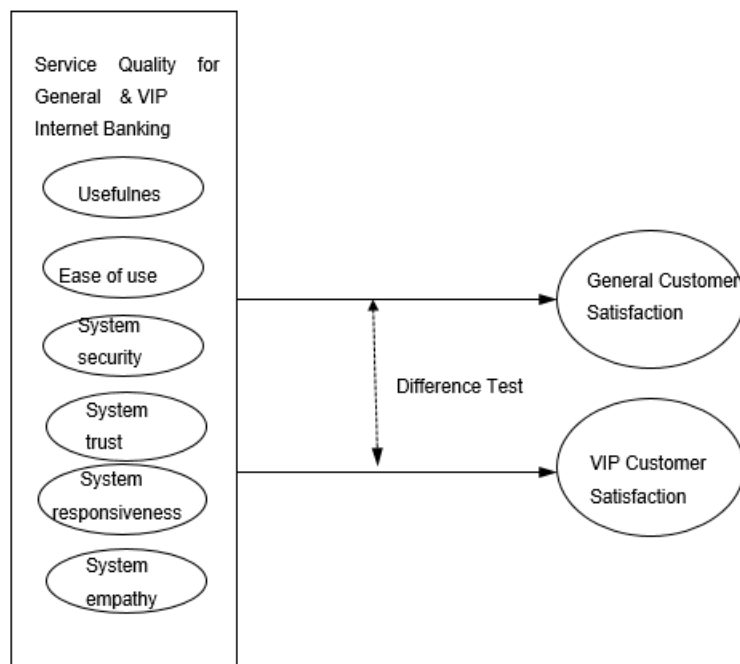 Service Quality for
General & VIP
Internet Banking
Usefulnes
Ease of use
System
security
System
trust
System
responsiveness
System
empathy
General Customer
Satisfaction
Difference Test
VIP Customer
Satisfaction